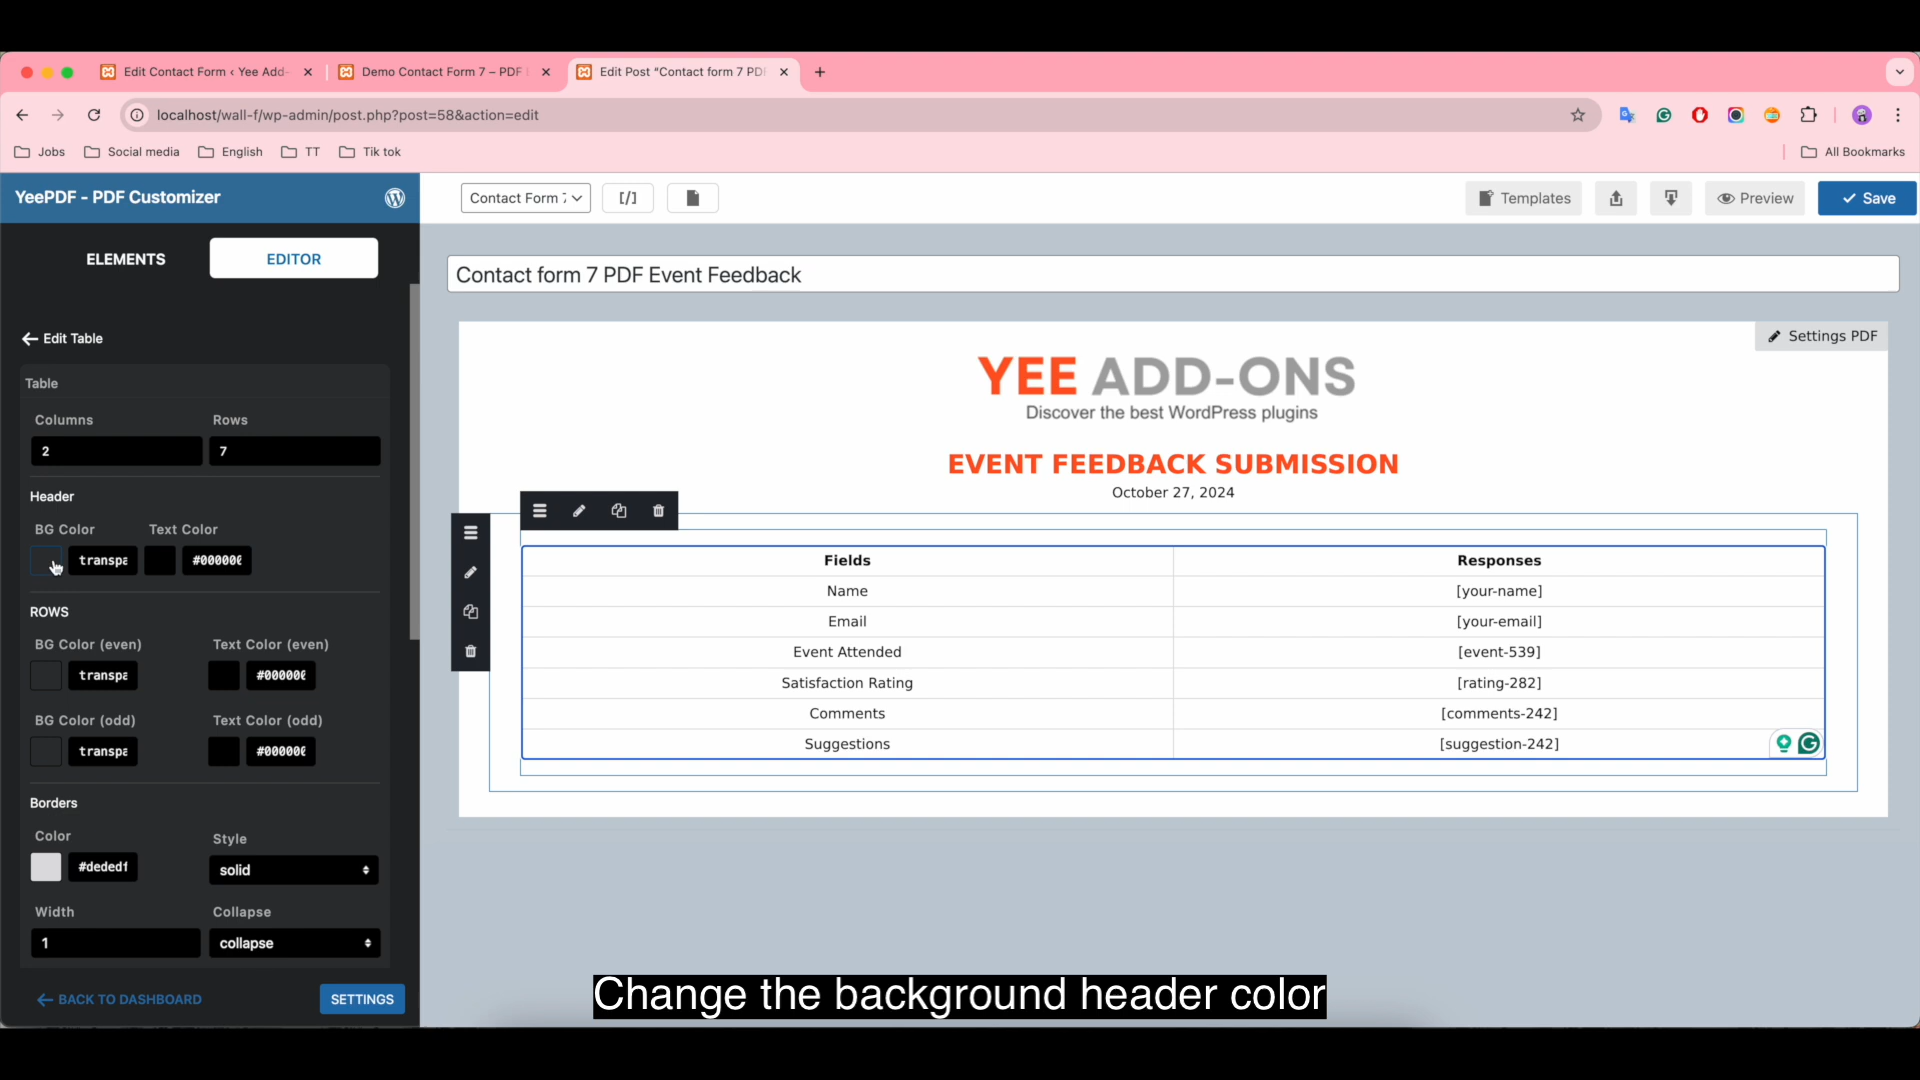 Edit Contact Form ‹ Yee Add-
Demo Contact Form 7 – PDF
Edit Post “Contact form 7 PDF
localhost/wall-f/wp-admin/post.php?post=58&action=edit
Jobs
Social media
English
TT
Tik tok
All Bookmarks
YeePDF - PDF Customizer
Contact Form 7
[/]
Templates
Preview
Save
ELEMENTS
EDITOR
Contact form 7 PDF Event Feedback
Edit Table
Settings PDF
YEE ADD-ONS
Discover the best WordPress plugins
EVENT FEEDBACK SUBMISSION
October 27, 2024
Table
Columns
Rows
2
7
Header
BG Color
Text Color
transpa
#000000
ROWS
BG Color (even)
Text Color (even)
transpa
#000000
BG Color (odd)
Text Color (odd)
transpa
#000000
Borders
Color
Style
#dededf
solid
Width
Collapse
1
collapse
BACK TO DASHBOARD
SETTINGS
Fields
Responses
Name
[your-name]
Email
[your-email]
Event Attended
[event-539]
Satisfaction Rating
[rating-282]
Comments
[comments-242]
Suggestions
[suggestion-242]
Change the background header color